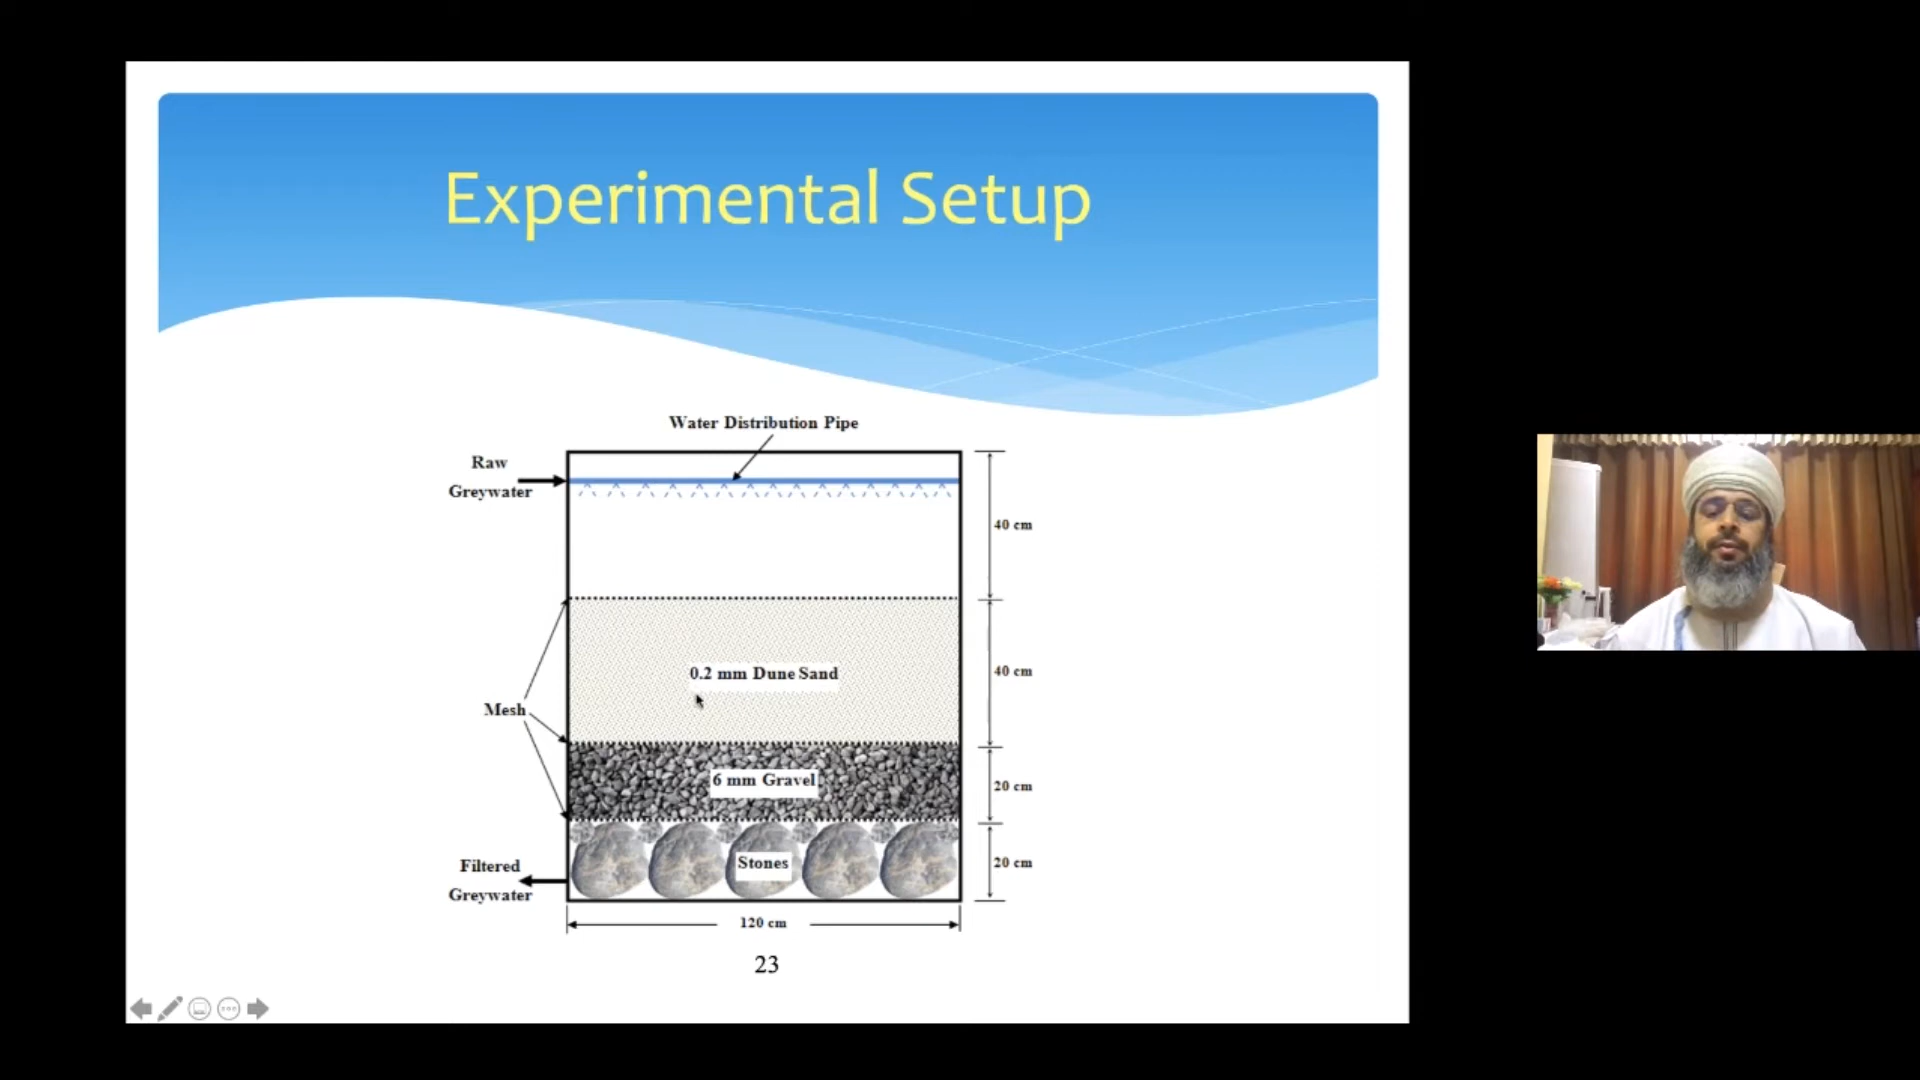 Experimental Setup
Water Distribution Pipe
Raw
Greywater
40 cm
0.2 mm Dune Sand
40 cm
Mesh
6 mm Gravel
20 cm
Stones
20 cm
Filtered
Greywater
120 cm
23